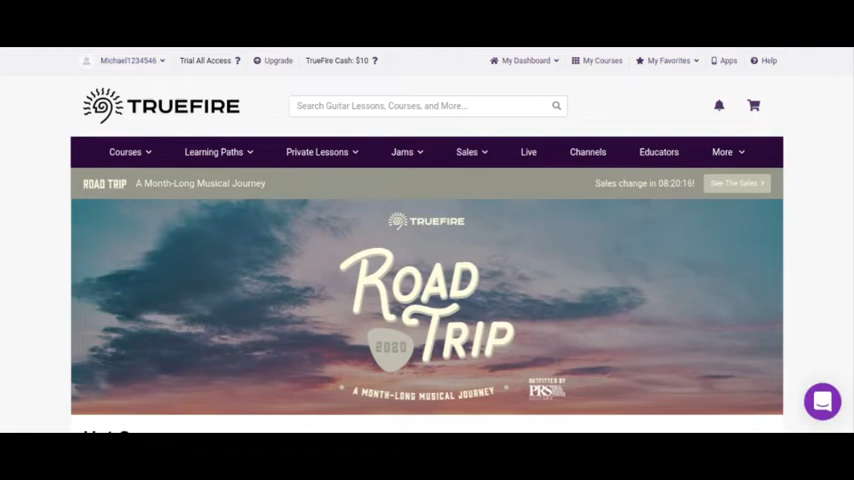 Michael1234546 Trial All Access ? Upgrade TrueFire Cash: $10 ? My Dashboard My Courses My Favorites Apps Help
TRUEFIRE Search Guitar Lessons, Courses, and More...
Courses Learning Paths Private Lessons Jams Sales Live Channels Educators More
ROAD TRIP A Month-Long Musical Journey Sales change in 08:20:16! See The Sales
TRUEFIRE
ROAD
TRIP
2020
A MONTH-LONG MUSICAL JOURNEY
OUTFITTED BY
PRS